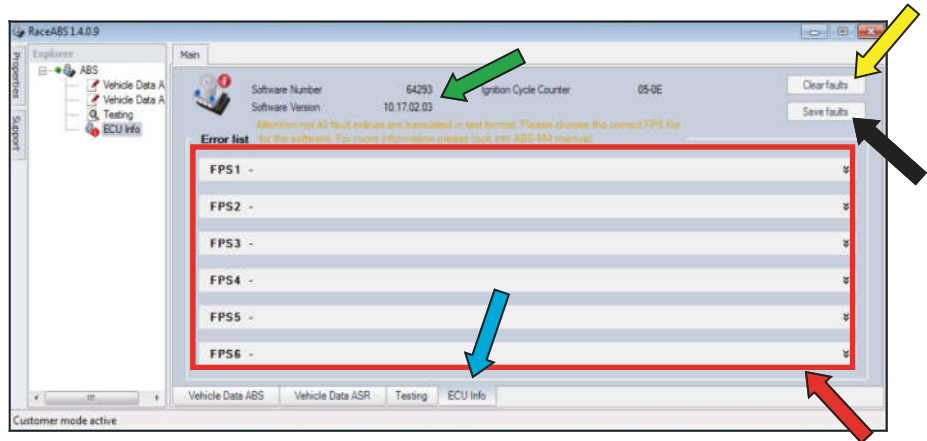 RaceABS 1.4.0.9
Properties
Support
Explorer
ABS
Vehicle Data A
Vehicle Data A
Testing
ECU Info
Main
Software Number 64293 Ignition Cycle Counter 05-0E
Software Version 10.17.02.03
Clear faults
Save faults
Attention not all fault entries are translated in text format. Please choose the correct FPS file
for the software. For more information please look into ABS M4 manual.
Error list
FPS1 -
FPS2 -
FPS3 -
FPS4 -
FPS5 -
FPS6 -
Vehicle Data ABS Vehicle Data ASR Testing ECU Info
Customer mode active